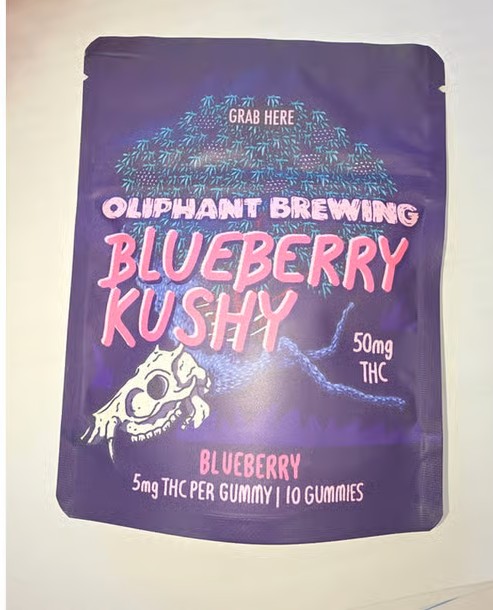 GRAB HERE
OLIPHANT BREWING
BLUEBERRY
KUSHY
50mg
THC
BLUEBERRY
5mg THC PER GUMMY | 10 GUMMIES